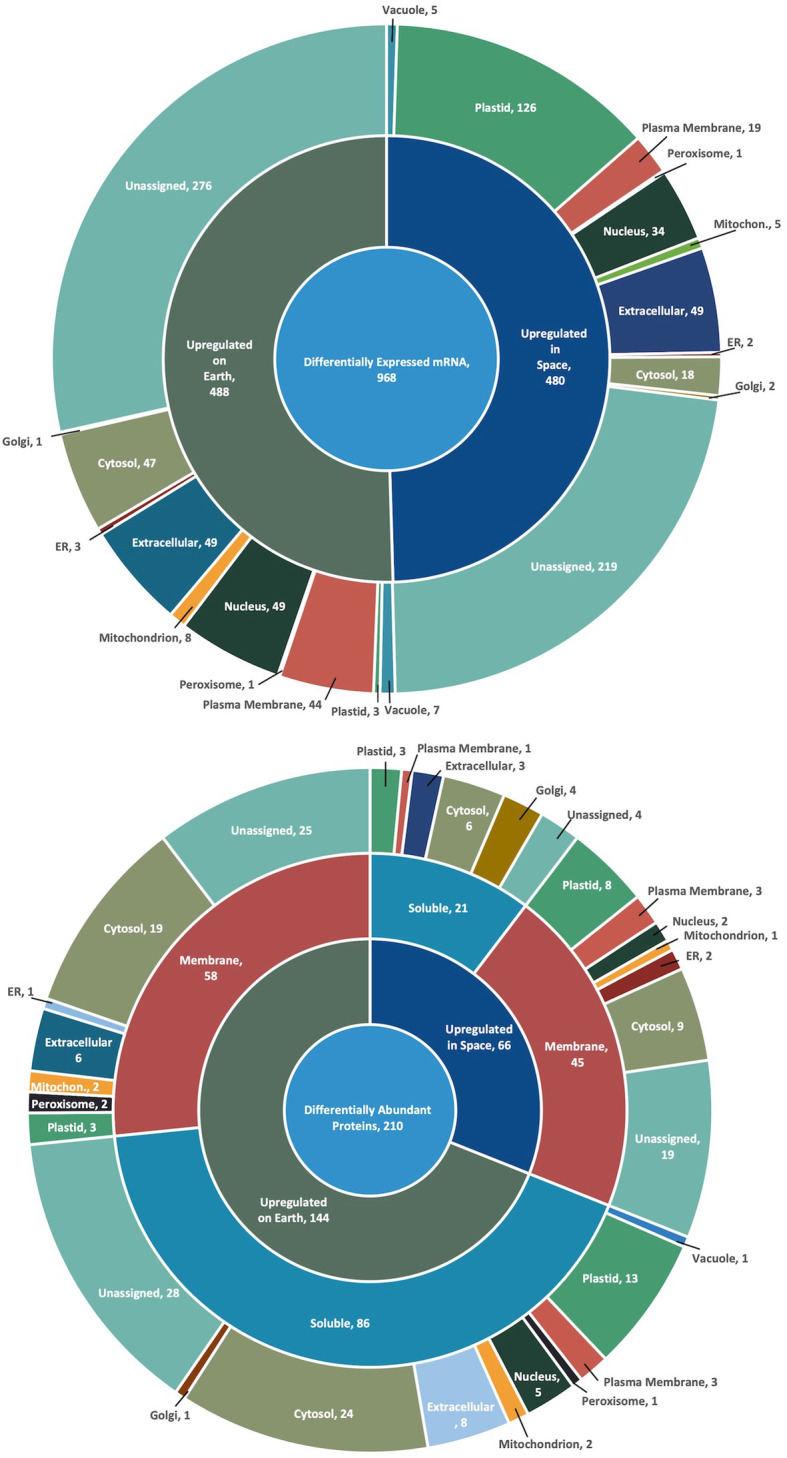 Vacuole, 5
Plastid, 126
Plasma Membrane, 19
Peroxisome, 1
Nucleus, 34
Mitochon., 5
Extracellular, 49
ER, 2
Cytosol, 18
Golgi, 2
Unassigned, 219
Unassigned, 276
Upregulated
on
Earth,
488
Differentially Expressed mRNA,
968
Upregulated
in
Space,
480
Golgi, 1
Cytosol, 47
ER, 3
Extracellular, 49
Mitochondrion, 8
Nucleus, 49
Peroxisome, 1
Plasma Membrane, 44
Plastid, 3
Vacuole, 7
Plastid, 3
Plasma Membrane, 1
Extracellular, 3
Cytosol,
6
Golgi, 4
Unassigned, 4
Plastid, 8
Plasma Membrane, 3
Nucleus, 2
Mitochondrion, 1
ER, 2
Cytosol, 9
Unassigned,
19
Unassigned, 25
Cytosol, 19
ER, 1
Extracellular
6
Mitochon., 2
Peroxisome, 2
Plastid, 3
Membrane,
58
Soluble, 21
Upregulated
in Space, 66
Membrane,
45
Differentially Abundant
Proteins, 210
Upregulated
on Earth, 144
Soluble, 86
Vacuole, 1
Plastid, 13
Plasma Membrane, 3
Peroxisome, 1
Nucleus,
5
Mitochondrion, 2
Extracellular
, 8
Cytosol, 24
Golgi, 1
Unassigned, 28